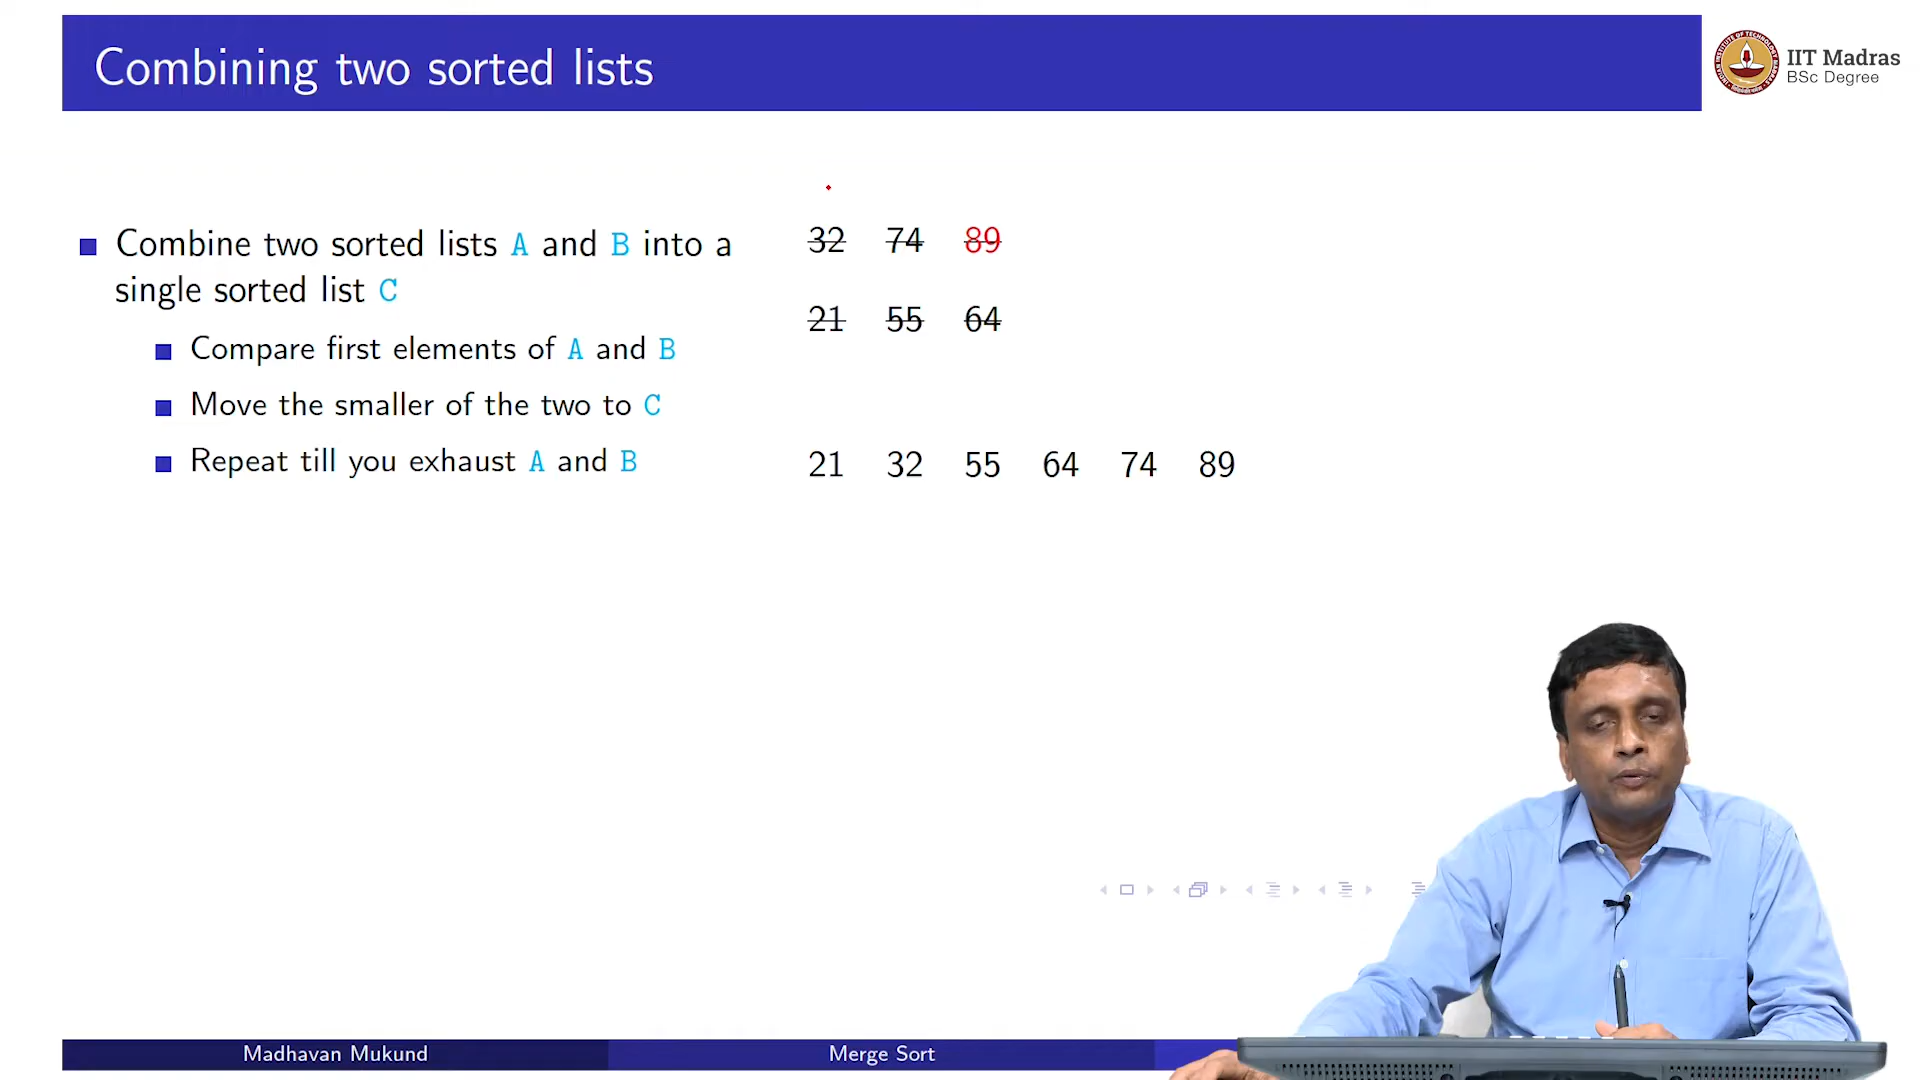 Combining two sorted lists
IIT Madras
BSc Degree
Combine two sorted lists A and B into a
single sorted list C
Compare first elements of A and B
Move the smaller of the two to C
Repeat till you exhaust A and B
32 74 89
21 55 64
21 32 55 64 74 89
Madhavan Mukund
Merge Sort